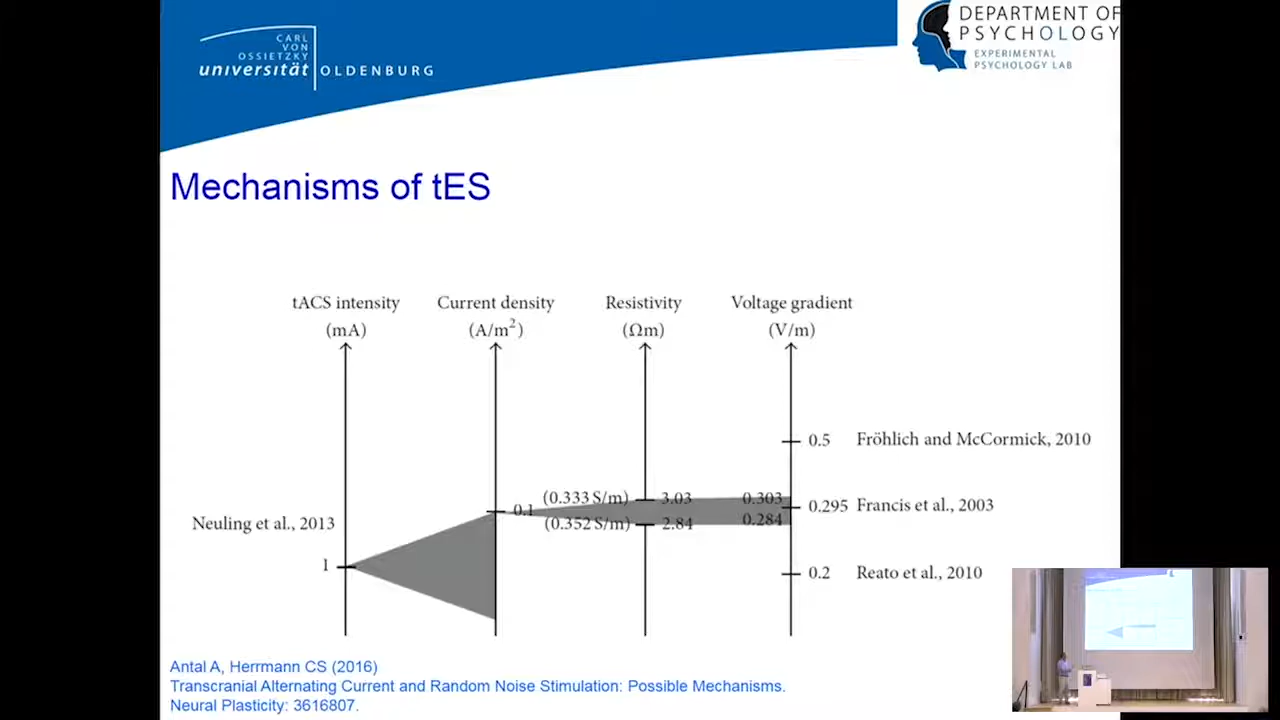 CARL
VON
OSSIETZKY
universität OLDENBURG
DEPARTMENT OF
PSYCHOLOGY
EXPERIMENTAL
PSYCHOLOGY LAB
Mechanisms of tES
tACS intensity
(mA)
Current density
(A/m²)
Resistivity
(Ωm)
Voltage gradient
(V/m)
0.5 Fröhlich and McCormick, 2010
(0.333 S/m) 3.03 0.303
0.1
0.295 Francis et al., 2003
Neuling et al., 2013
(0.352 S/m) 2.84 0.284
1
0.2 Reato et al., 2010
Antal A, Herrmann CS (2016)
Transcranial Alternating Current and Random Noise Stimulation: Possible Mechanisms.
Neural Plasticity: 3616807.